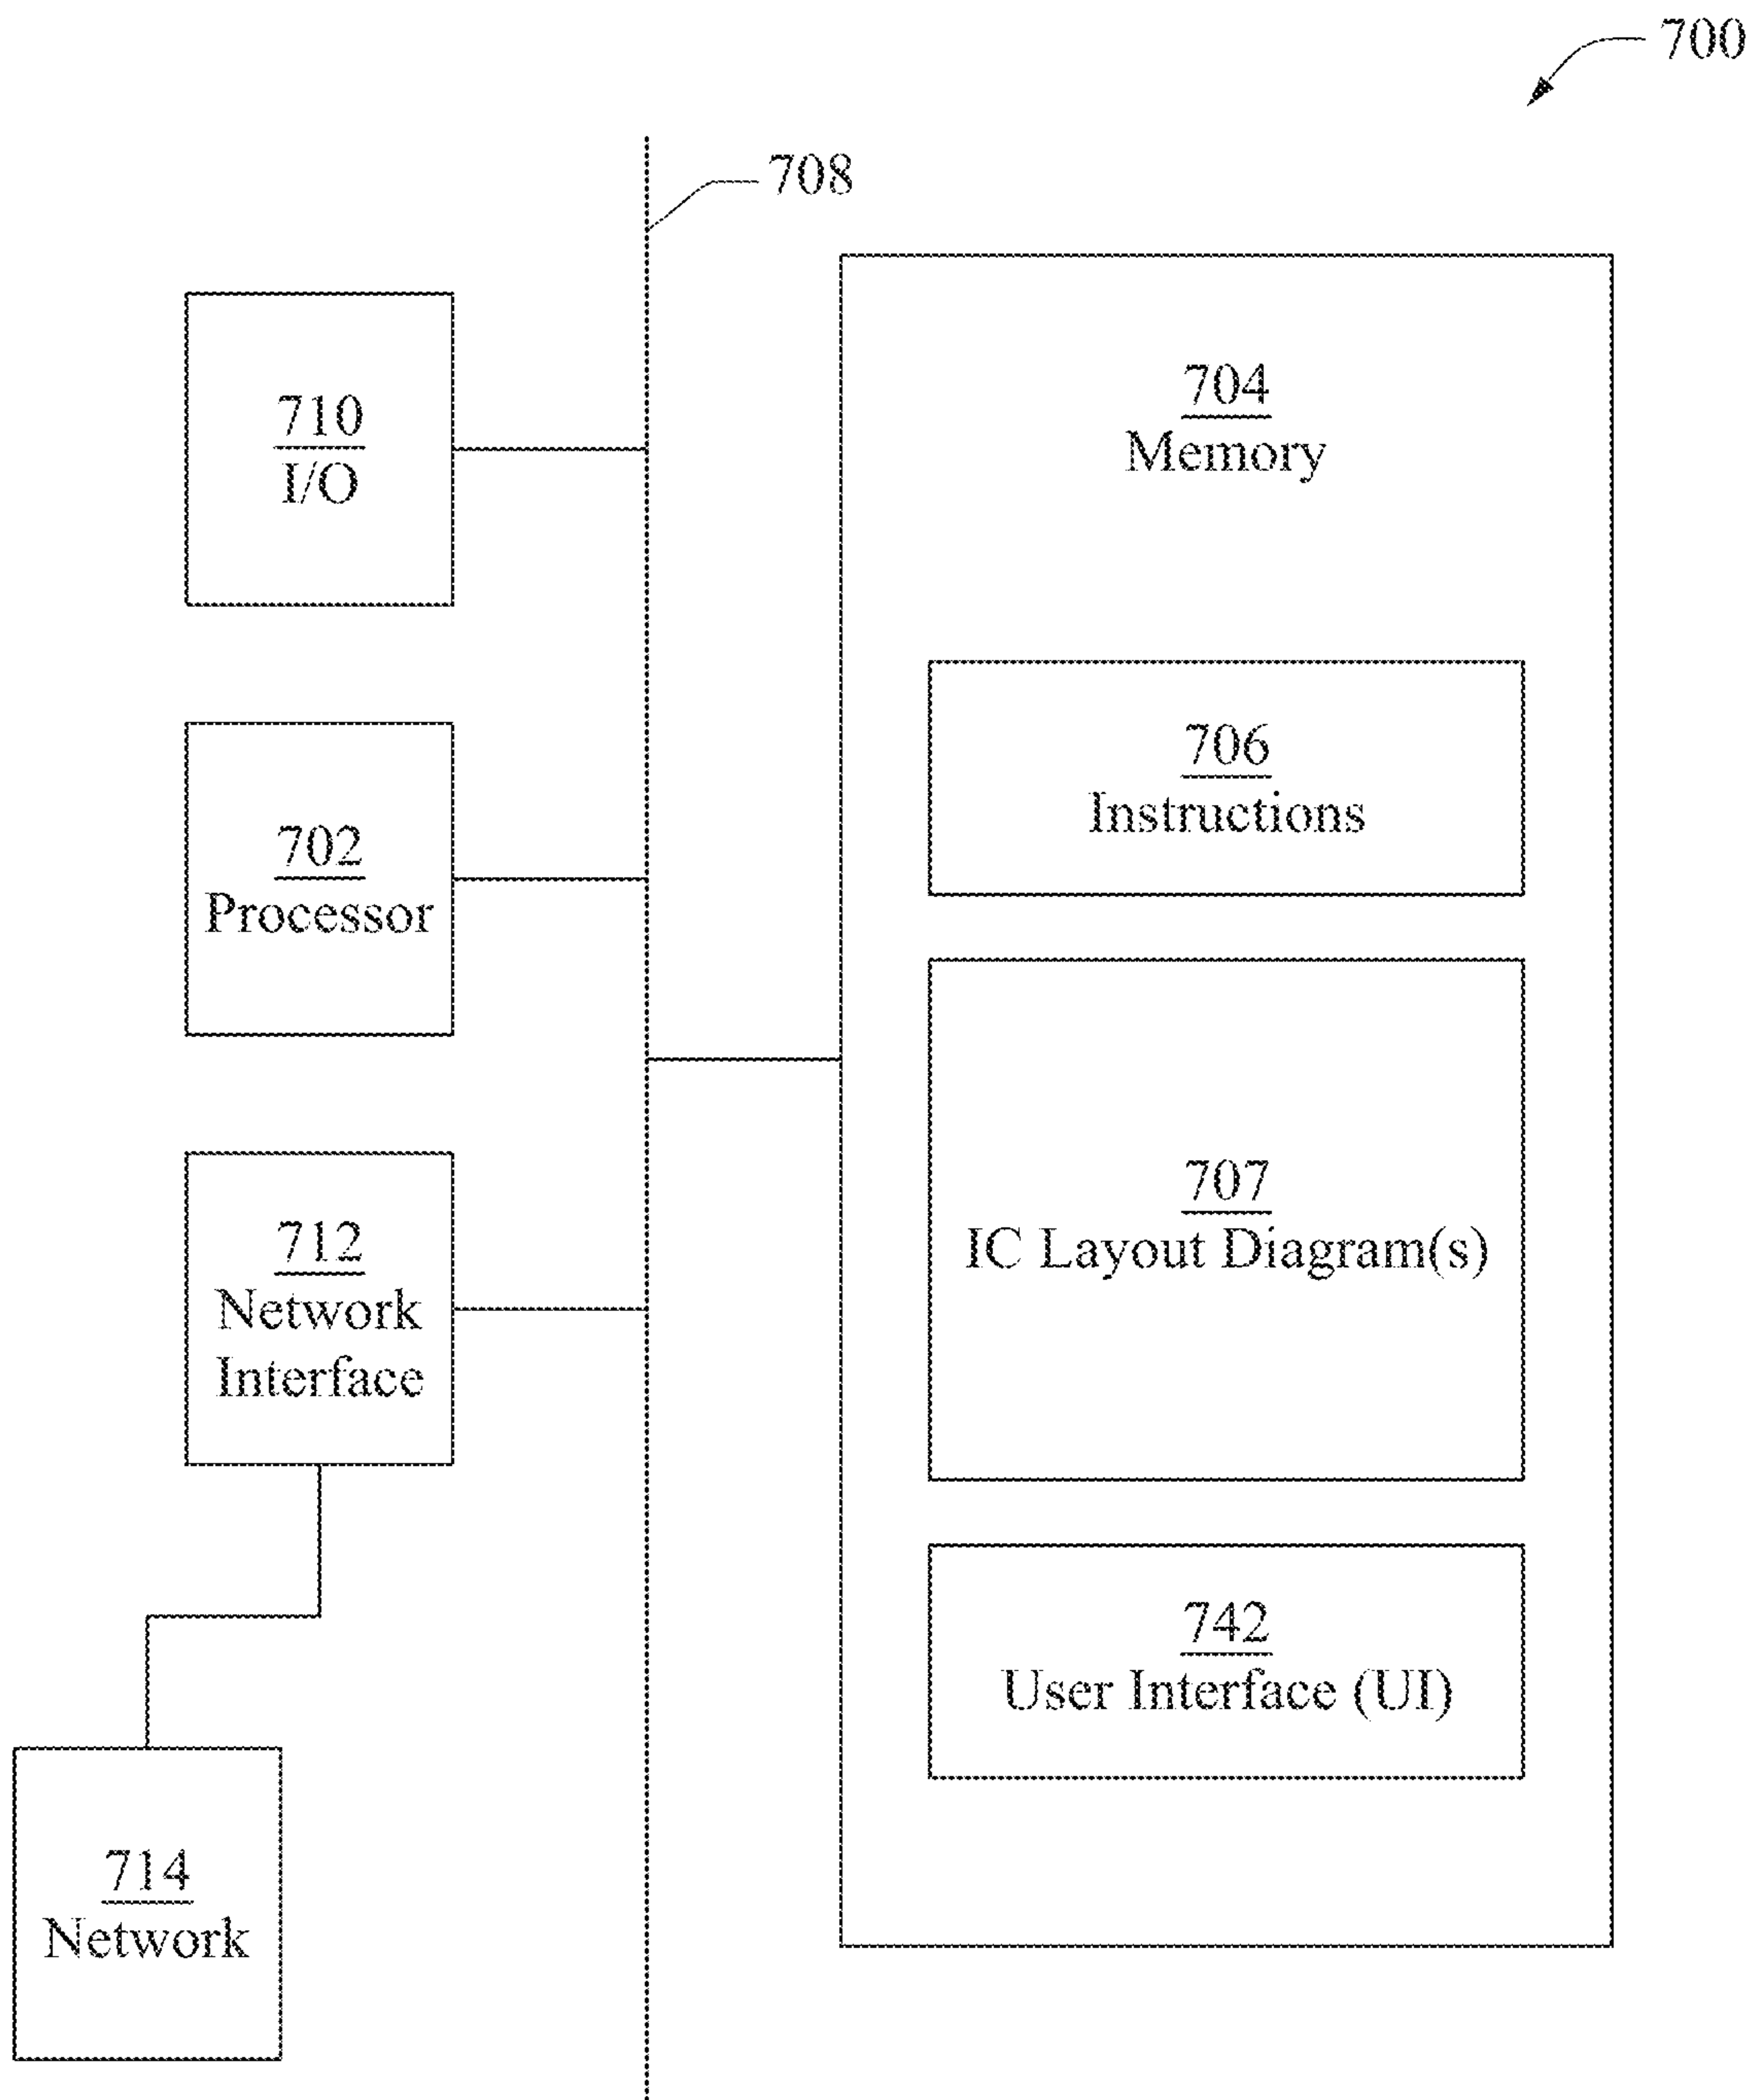 700
708
710
I/O
704
Memory
706
Instructions
702
Processor
707
IC Layout Diagram(s)
712
Network
Interface
742
User Interface (UI)
714
Network